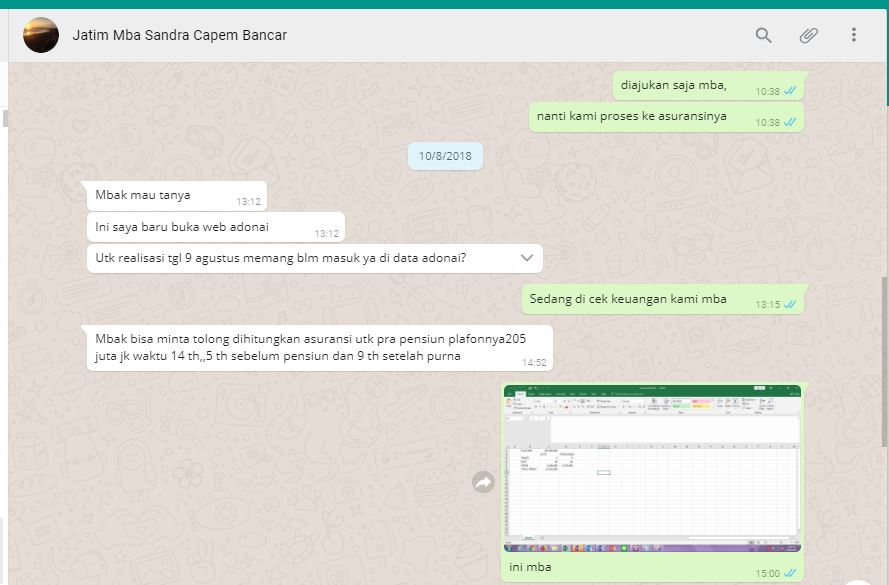 Jatim Mba Sandra Capem Bancar
diajukan saja mba,
10:38
nanti kami proses ke asuransinya
10:38
10/8/2018
Mbak mau tanya
13:12
Ini saya baru buka web adonai
13:12
Utk realisasi tgl 9 agustus memang blm masuk ya di data adonai?
Sedang di cek keuangan kami mba
13:15
Mbak bisa minta tolong dihitungkan asuransi utk pra pensiun plafonnya205
juta jk waktu 14 th,,5 th sebelum pensiun dan 9 th setelah purna
14:52
ini mba
15:00